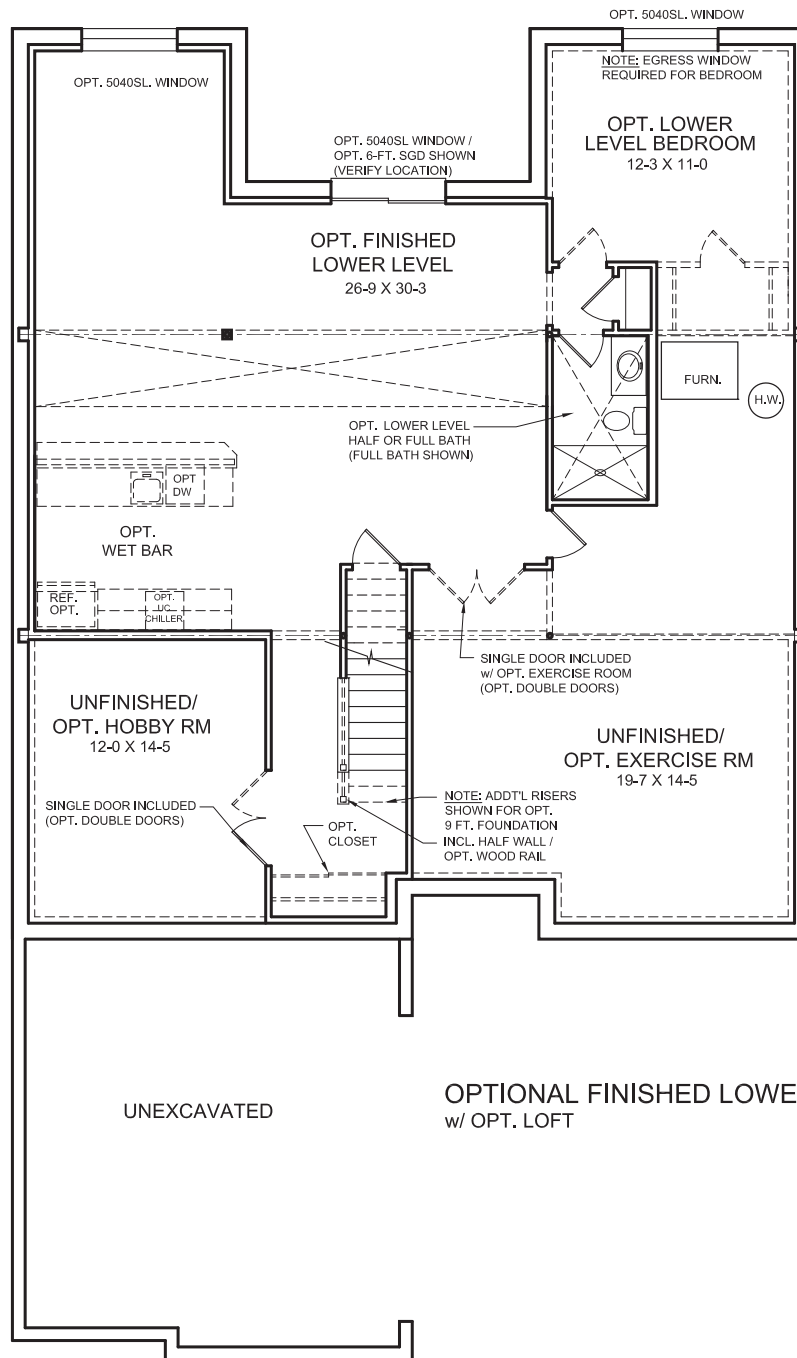 OPT. 5040SL. WINDOW
OPT. 5040SL. WINDOW
NOTE: EGRESS WINDOW
REQUIRED FOR BEDROOM
OPT. LOWER
LEVEL BEDROOM
12-3 X 11-0
OPT. 5040SL WINDOW /
OPT. 6-FT. SGD SHOWN
(VERIFY LOCATION)
OPT. FINISHED
LOWER LEVEL
26-9 X 30-3
FURN.
H.W.
OPT. LOWER LEVEL
HALF OR FULL BATH
(FULL BATH SHOWN)
OPT
DW
OPT.
WET BAR
REF.
OPT.
OPT.
UC
CHILLER
SINGLE DOOR INCLUDED
w/ OPT. EXERCISE ROOM
(OPT. DOUBLE DOORS)
UNFINISHED/
OPT. HOBBY RM
12-0 X 14-5
UNFINISHED/
OPT. EXERCISE RM
19-7 X 14-5
SINGLE DOOR INCLUDED
(OPT. DOUBLE DOORS)
NOTE: ADDT'L RISERS
SHOWN FOR OPT.
9 FT. FOUNDATION
INCL. HALF WALL /
OPT. WOOD RAIL
OPT.
CLOSET
UNEXCAVATED
OPTIONAL FINISHED LOWE
w/ OPT. LOFT